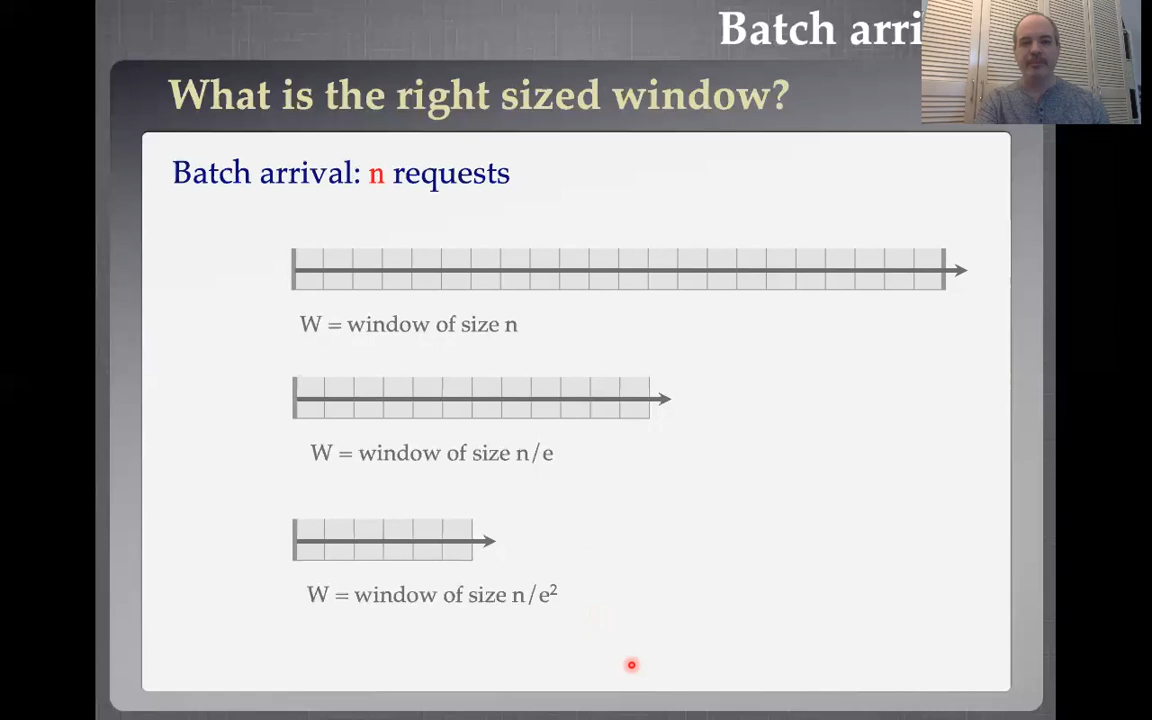 Batch arri
What is the right sized window?
Batch arrival: n requests
W = window of size n
W = window of size n/e
W = window of size n/e²